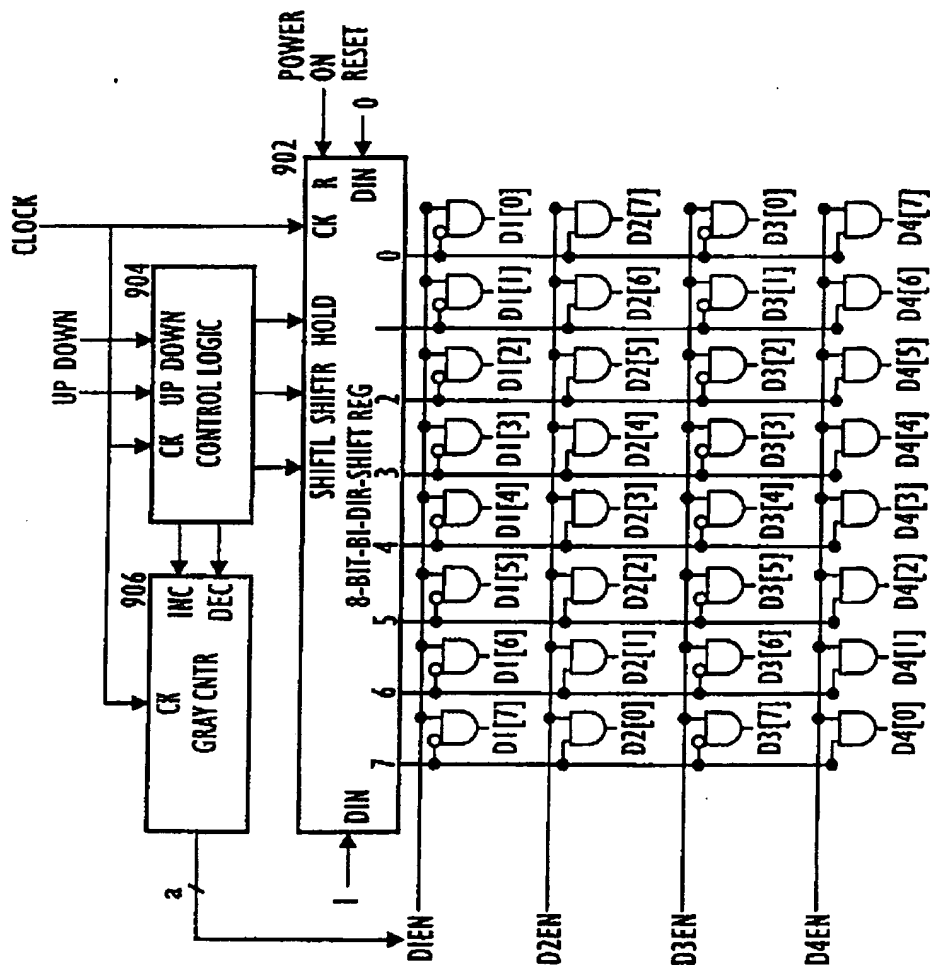 CLOCK
UP DOWN
904
CK UP DOWN
CONTROL LOGIC
906
CK
INC
GRAY CNTR
DEC
POWER
ON
RESET
902
SHIFTL SHIFTR HOLD CK R
8-BIT-BI-DIR-SHIFT REG
DIN
DIN
0
1
a
7 6 5 4 3 2 1 0
D1EN
D1[7] D1[6] D1[5] D1[4] D1[3] D1[2] D1[1] D1[0]
D2EN
D2[0] D2[1] D2[2] D2[3] D2[4] D2[5] D2[6] D2[7]
D3EN
D3[7] D3[6] D3[5] D3[4] D3[3] D3[2] D3[1] D3[0]
D4EN
D4[0] D4[1] D4[2] D4[3] D4[4] D4[5] D4[6] D4[7]